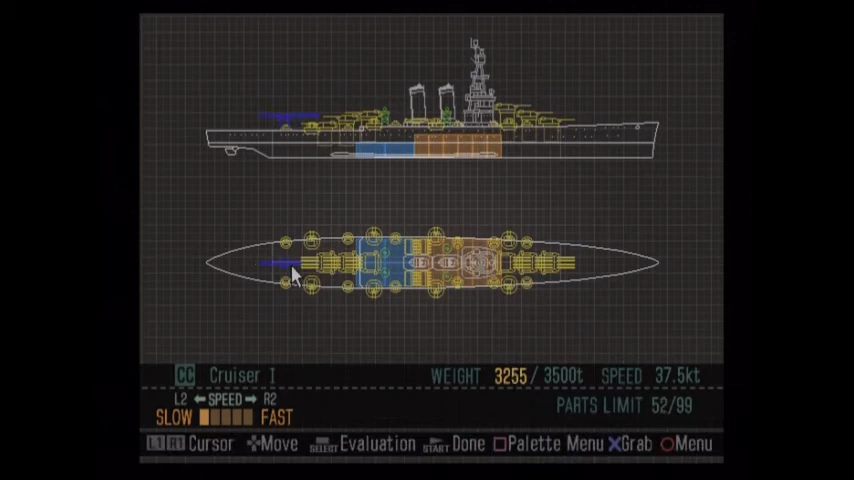 CC Cruiser I WEIGHT 3255/3500t SPEED 37.5kt
L2 ←SPEED→ R2
SLOW FAST PARTS LIMIT 52/99
L1 R1 Cursor Move SELECT Evaluation START Done □Palette Menu ×Grab ○Menu